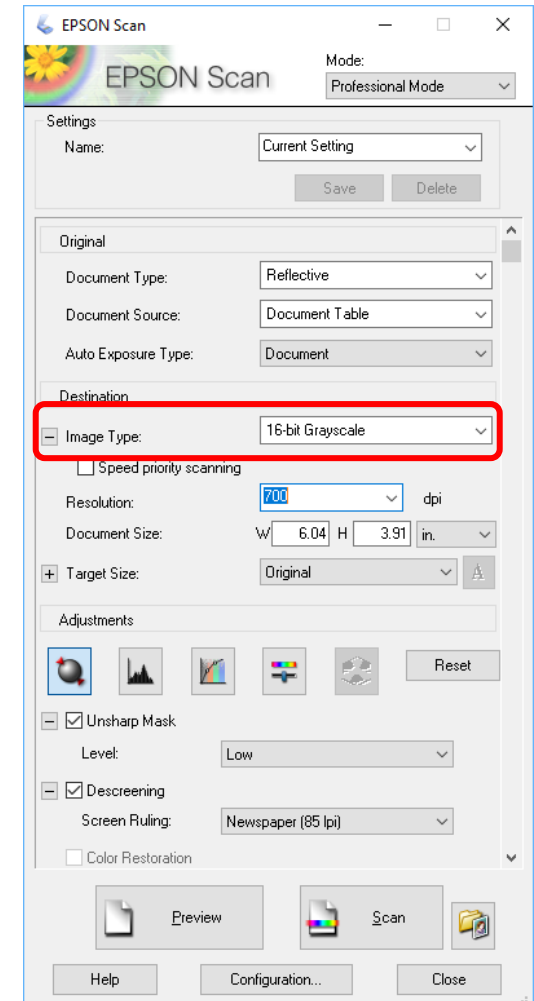 EPSON Scan
EPSON Scan
Mode:
Professional Mode
Settings
Name: Current Setting
Save Delete
Original
Document Type: Reflective
Document Source: Document Table
Auto Exposure Type: Document
Destination
Image Type: 16-bit Grayscale
Speed priority scanning
Resolution: 700 dpi
Document Size: W 6.04 H 3.91 in.
Target Size: Original A
Adjustments
Reset
Unsharp Mask
Level: Low
Descreening
Screen Ruling: Newspaper (85 lpi)
Color Restoration
Preview Scan
Help Configuration... Close